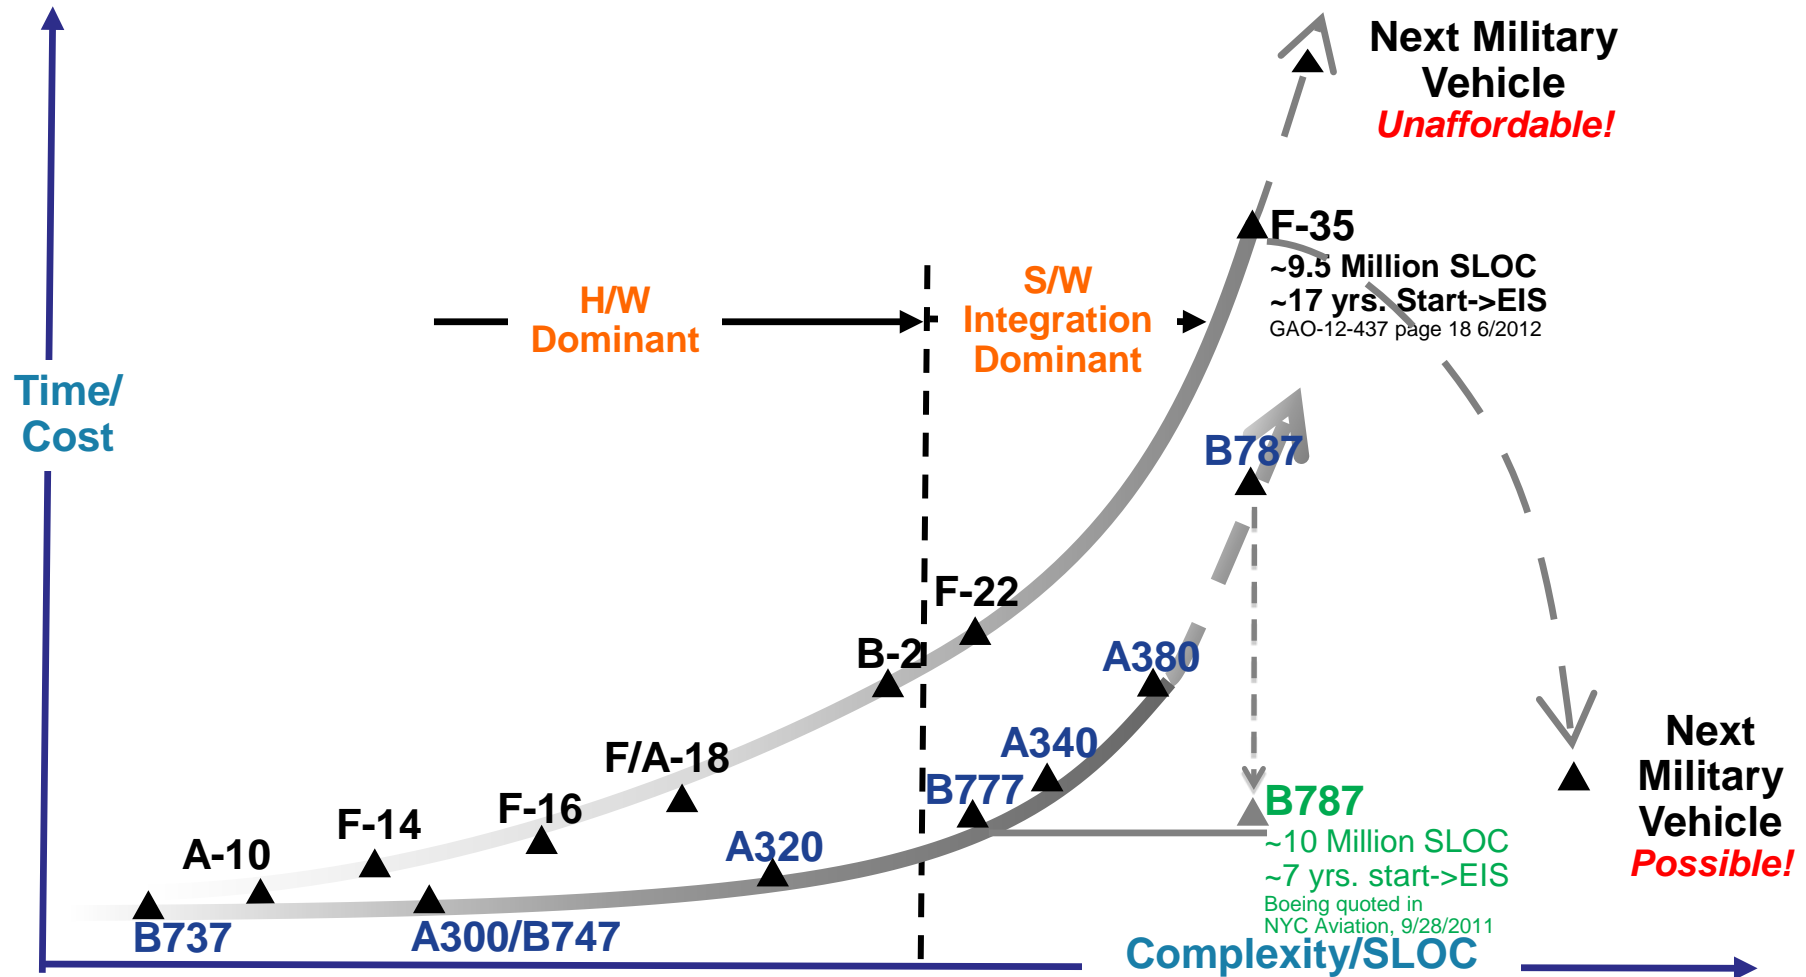 Next Military
Vehicle
Unaffordable!
F-35
~9.5 Million SLOC
~17 yrs. Start->EIS
GAO-12-437 page 18 6/2012
H/W
Dominant
S/W
Integration
Dominant
Time/
Cost
B787
F-22
B-2
A380
F/A-18
A340
B777
F-16
F-14
A-10
A320
B737
A300/B747
B787
~10 Million SLOC
~7 yrs. start->EIS
Boeing quoted in
NYC Aviation, 9/28/2011
Next
Military
Vehicle
Possible!
Complexity/SLOC